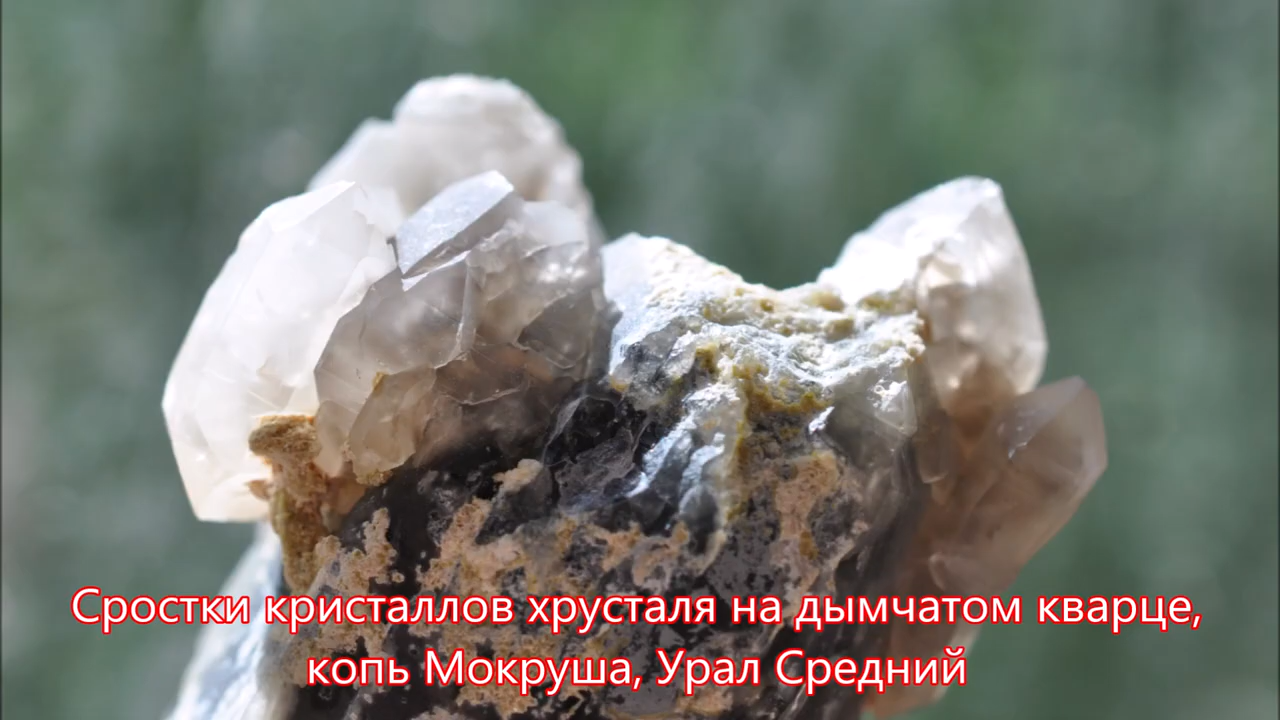 Сростки кристаллов хрусталя на дымчатом кварце,
копь Мокруша, Урал Средний